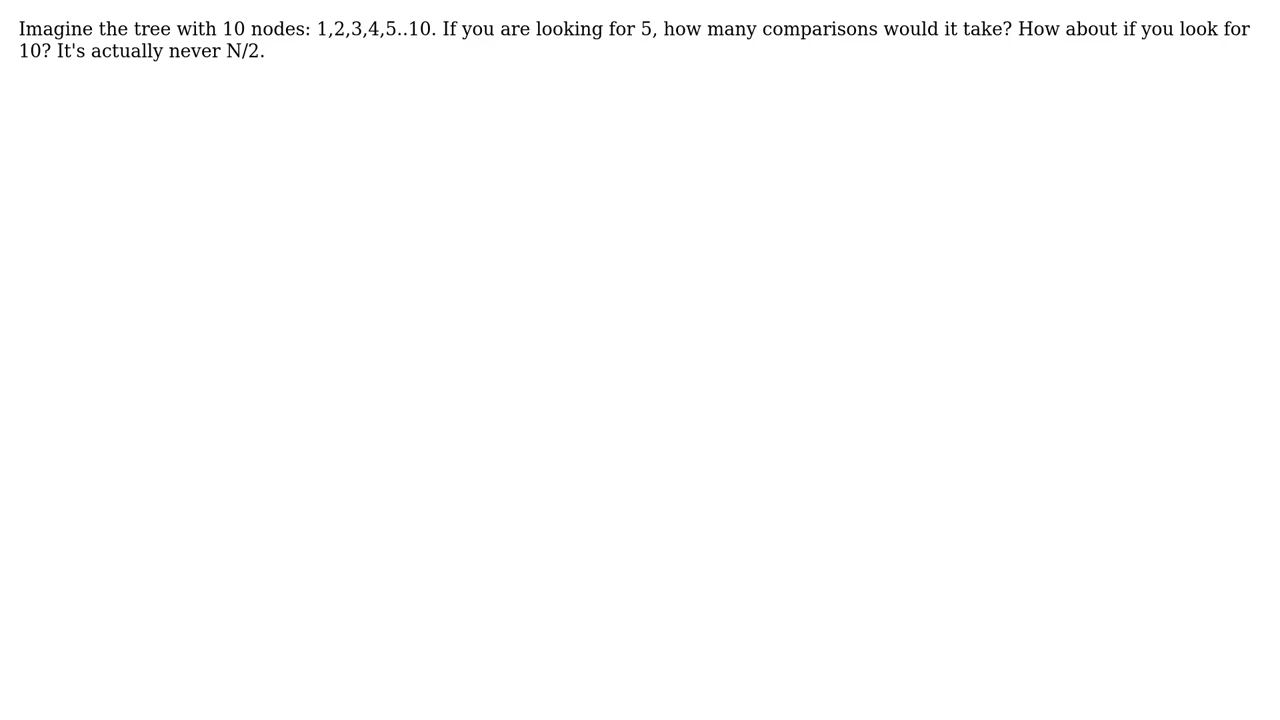 Imagine the tree with 10 nodes: 1,2,3,4,5..10. If you are looking for 5, how many comparisons would it take? How about if you look for
10? It's actually never N/2.